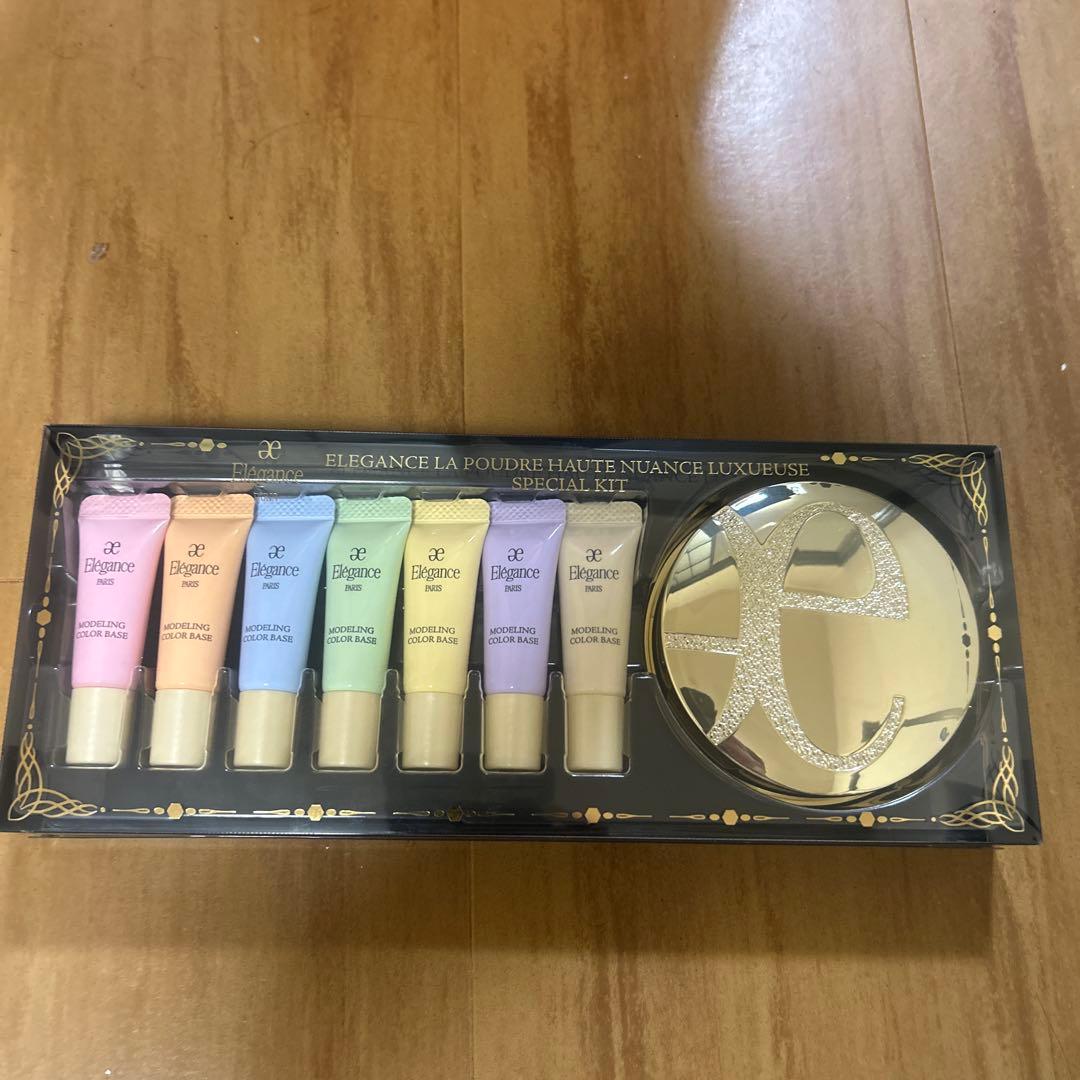 æ
Elégance
PARIS
ELEGANCE LA POUDRE HAUTE NUANCE LUXUEUSE
SPECIAL KIT
æ
Elégance
PARIS
MODELING
COLOR BASE
æ
Elégance
PARIS
MODELING
COLOR BASE
æ
Elégance
PARIS
MODELING
COLOR BASE
æ
Elégance
PARIS
MODELING
COLOR BASE
æ
Elégance
PARIS
MODELING
COLOR BASE
æ
Elégance
PARIS
MODELING
COLOR BASE
æ
Elégance
PARIS
MODELING
COLOR BASE
æ